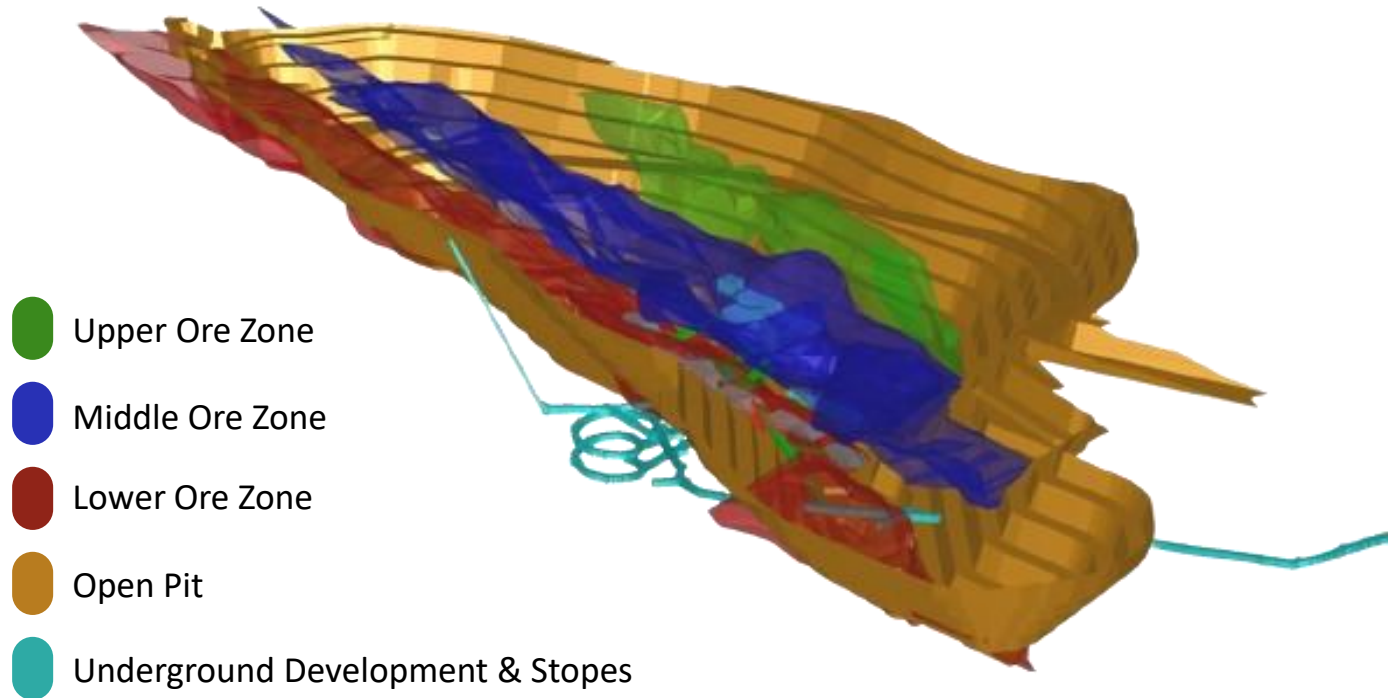 Upper Ore Zone
Middle Ore Zone
Lower Ore Zone
Open Pit
Underground Development & Stopes